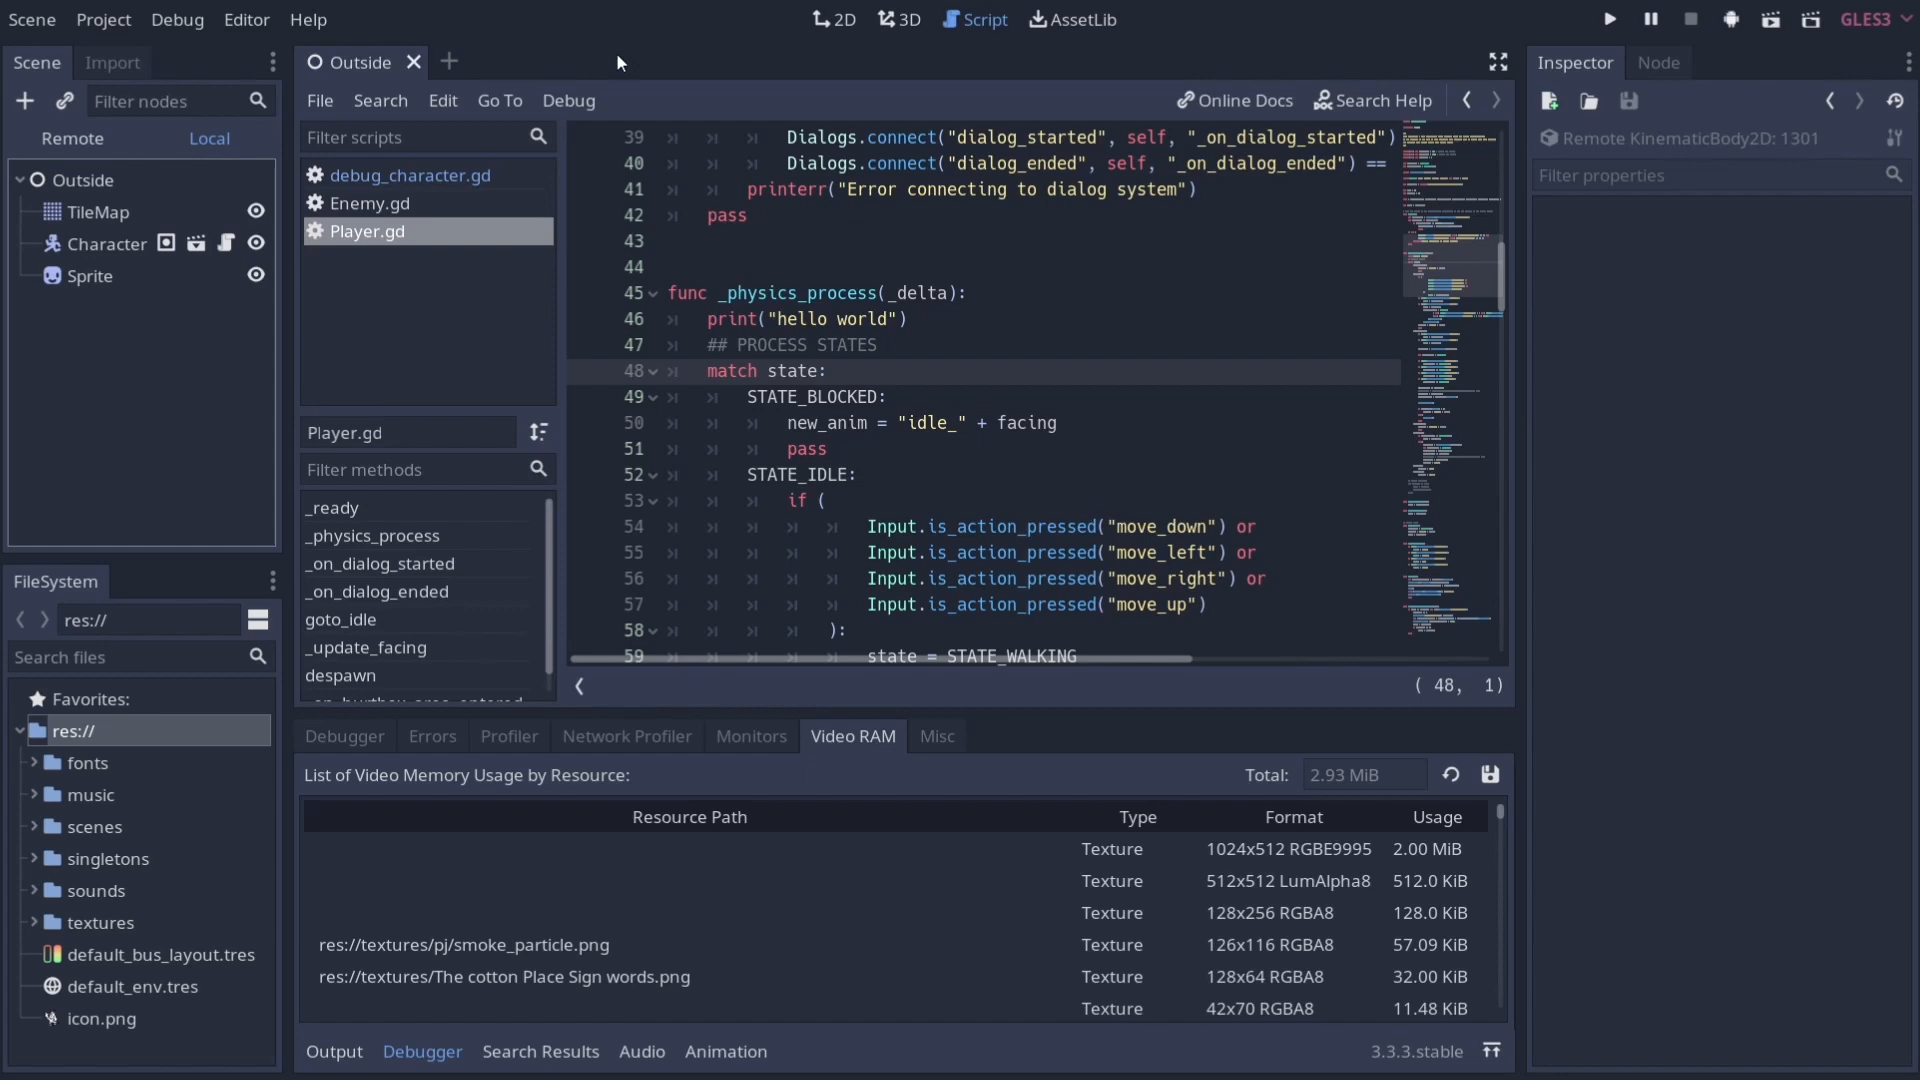 Scene Project Debug Editor Help
2D 3D Script AssetLib
GLES3
Scene Import
Filter nodes
Remote Local
Outside
TileMap
Character
Sprite
FileSystem
res://
Search files
Favorites:
res://
fonts
music
scenes
singletons
sounds
textures
default_bus_layout.tres
default_env.tres
icon.png
Outside
File Search Edit Go To Debug
Online Docs Search Help
Filter scripts
debug_character.gd
Enemy.gd
Player.gd
Player.gd
Filter methods
_ready
_physics_process
_on_dialog_started
_on_dialog_ended
goto_idle
_update_facing
despawn
39 Dialogs.connect("dialog_started", self, "_on_dialog_started")
40 Dialogs.connect("dialog_ended", self, "_on_dialog_ended") ==
41 printerr("Error connecting to dialog system")
42 pass
43
44
45 func _physics_process(_delta):
46 print("hello world")
47 ## PROCESS STATES
48 match state:
49 STATE_BLOCKED:
50 new_anim = "idle_" + facing
51 pass
52 STATE_IDLE:
53 if (
54 Input.is_action_pressed("move_down") or
55 Input.is_action_pressed("move_left") or
56 Input.is_action_pressed("move_right") or
57 Input.is_action_pressed("move_up")
58 ):
59 state = STATE_WALKING
( 48, 1)
Debugger Errors Profiler Network Profiler Monitors Video RAM Misc
List of Video Memory Usage by Resource: Total: 2.93 MiB
Resource Path Type Format Usage
Texture 1024x512 RGBE9995 2.00 MiB
Texture 512x512 LumAlpha8 512.0 KiB
Texture 128x256 RGBA8 128.0 KiB
res://textures/pj/smoke_particle.png Texture 126x116 RGBA8 57.09 KiB
res://textures/The cotton Place Sign words.png Texture 128x64 RGBA8 32.00 KiB
Texture 42x70 RGBA8 11.48 KiB
Output Debugger Search Results Audio Animation 3.3.3.stable
Inspector Node
Remote KinematicBody2D: 1301
Filter properties